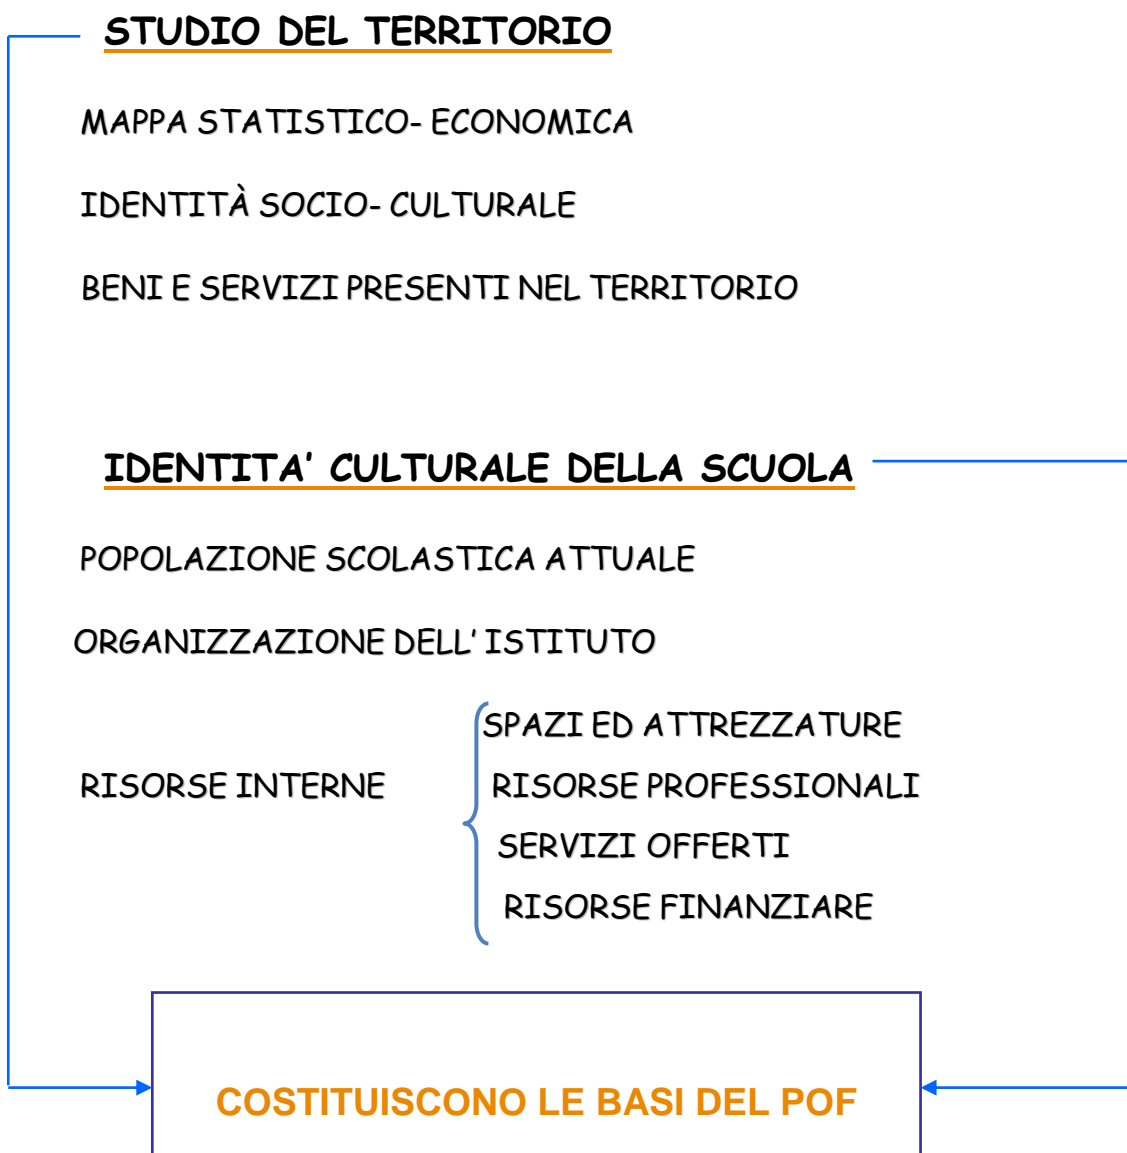 STUDIO DEL TERRITORIO
MAPPA STATISTICO- ECONOMICA
IDENTITÀ SOCIO- CULTURALE
BENI E SERVIZI PRESENTI NEL TERRITORIO
IDENTITA' CULTURALE DELLA SCUOLA
POPOLAZIONE SCOLASTICA ATTUALE
ORGANIZZAZIONE DELL' ISTITUTO
SPAZI ED ATTREZZATURE
RISORSE INTERNE
RISORSE PROFESSIONALI
SERVIZI OFFERTI
RISORSE FINANZIARE
COSTITUISCONO LE BASI DEL POF